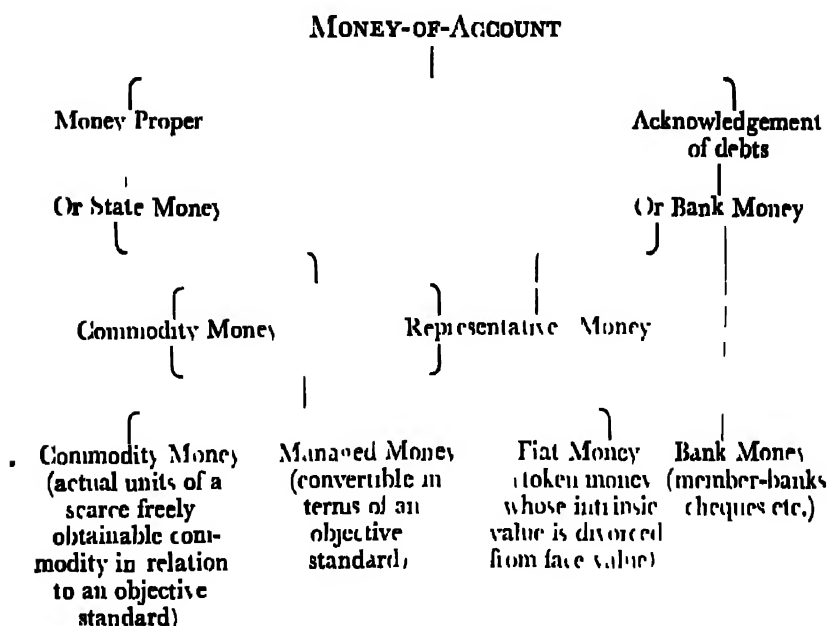 MONEY-OF-ACCOUNT
Money Proper
Acknowledgement
of debts
Or State Money
Or Bank Money
Commodity Money
Representative Money
Commodity Money
(actual units of a
scarce freely
obtainable com-
modity in relation
to an objective
standard)
Managed Money
(convertible in
terms of an
objective
standard)
Fiat Money
(token money
whose intrinsic
value is divorced
from face value)
Bank Money
(member-banks
cheques etc.)